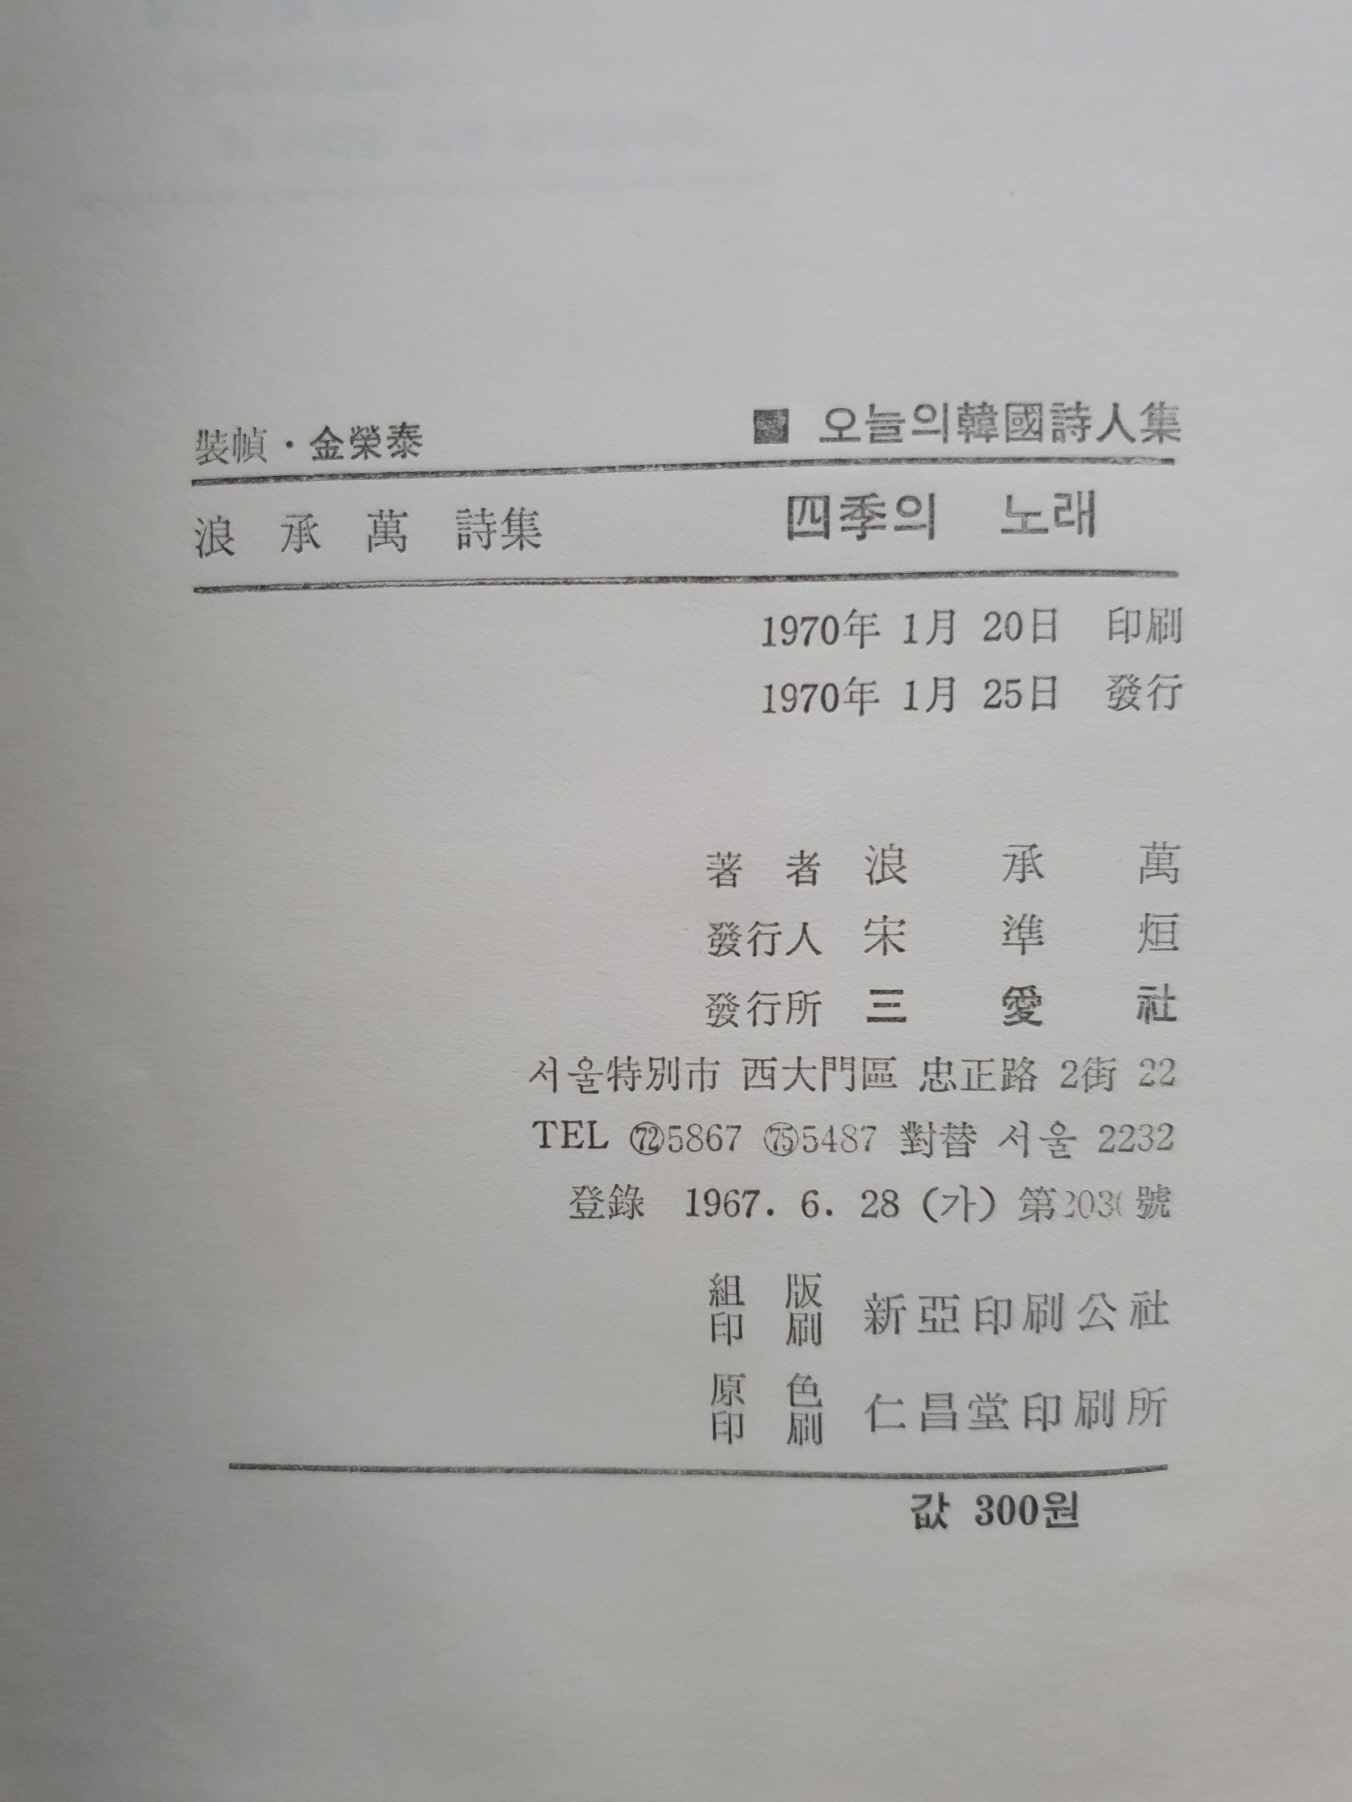 ■ 오늘의韓國詩人集
裝幀・金榮泰
四季의 노래
浪承萬 詩集
1970年 1月 20日 印刷
1970年 1月 25日 發行
著者 浪承萬
發行人 宋準烜
發行所 三愛社
서울特別市 西大門區 忠正路 2街 22
TEL ㉒5867 ㉕5487 對替 서울 2232
登錄 1967. 6. 28 (가) 第 號
組版
印刷 新亞印刷公社
原色
印刷 仁昌堂印刷所
값 300원